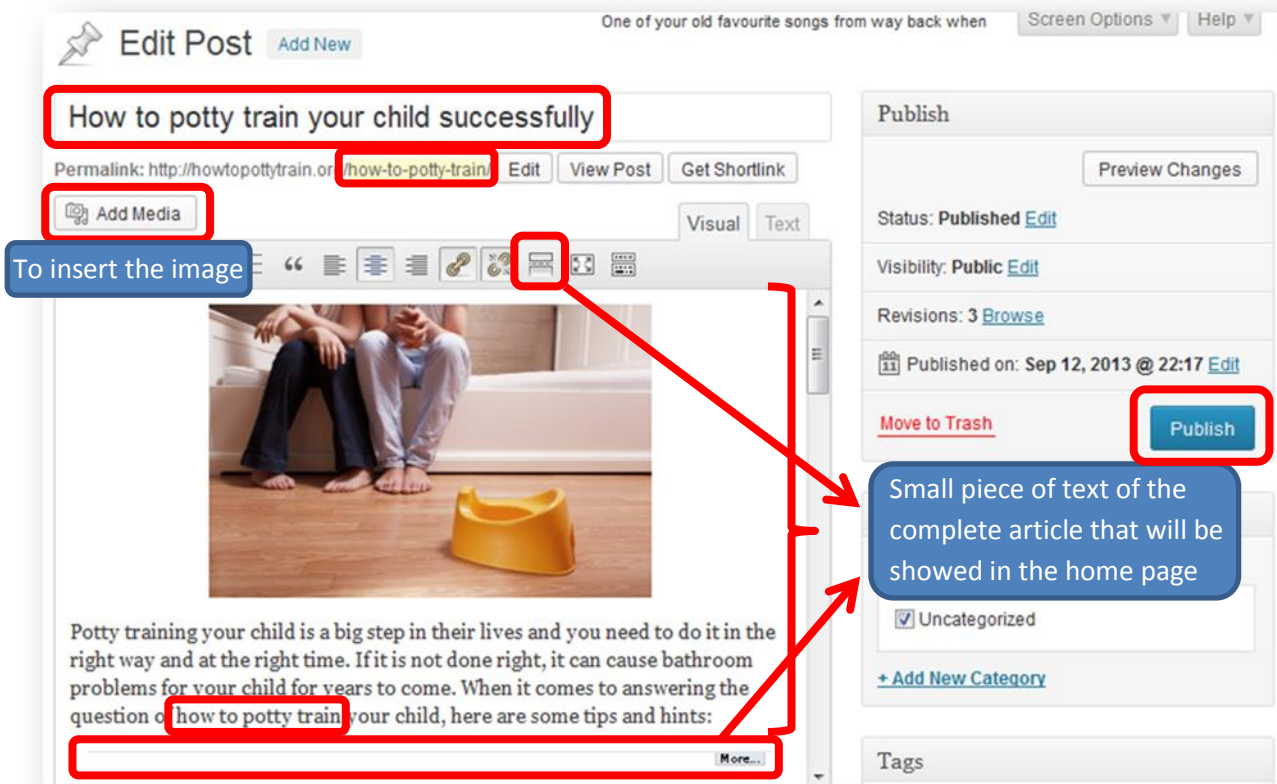 One of your old favourite songs from way back when
Screen Options
Help
Edit Post
Add New
How to potty train your child successfully
Permalink: http://howtopottytrain.or /how-to-potty-train/
Edit
View Post
Get Shortlink
Add Media
Visual
Text
To insert the image
Potty training your child is a big step in their lives and you need to do it in the
right way and at the right time. If it is not done right, it can cause bathroom
problems for your child for years to come. When it comes to answering the
question of how to potty train your child, here are some tips and hints:
More...
Publish
Preview Changes
Status: Published Edit
Visibility: Public Edit
Revisions: 3 Browse
11 Published on: Sep 12, 2013 @ 22:17 Edit
Move to Trash
Publish
Small piece of text of the
complete article that will be
showed in the home page
Uncategorized
+ Add New Category
Tags